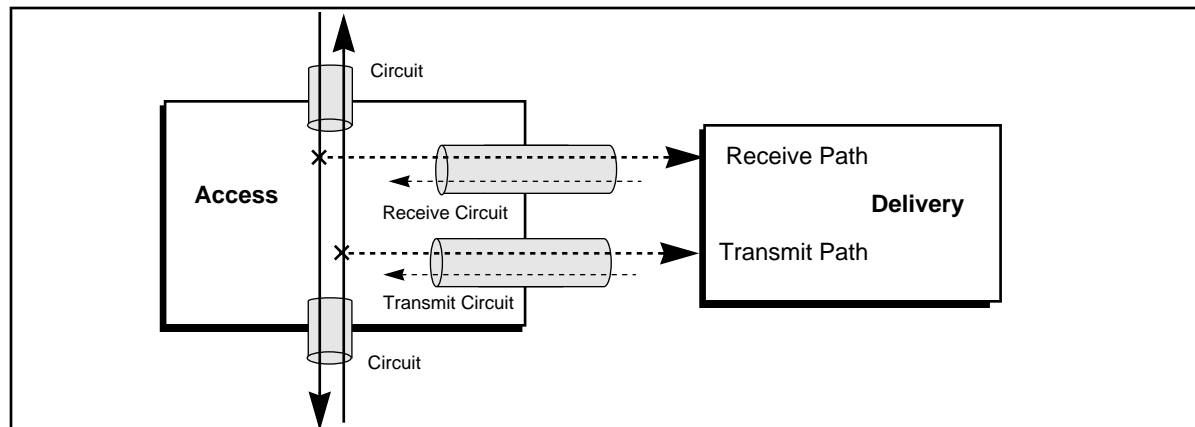 Circuit
Receive Path
Access
Delivery
Receive Circuit
Transmit Path
Transmit Circuit
Circuit